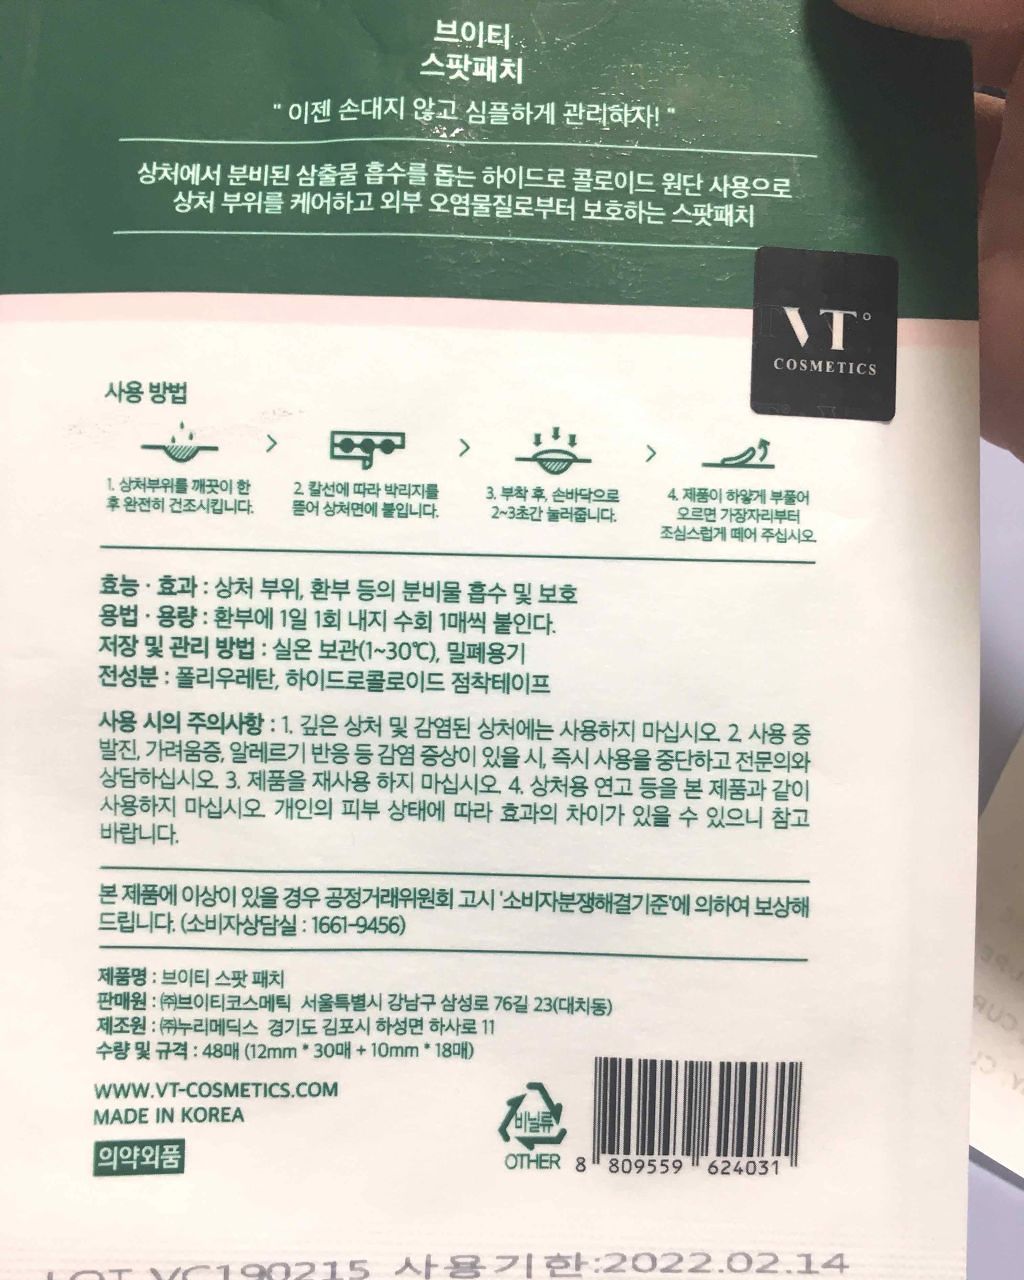 브이티
스팟패치
" 이젠 손대지 않고 심플하게 관리하자! "
상처에서 분비된 삼출물 흡수를 돕는 하이드로 콜로이드 원단 사용으로
상처 부위를 케어하고 외부 오염물질로부터 보호하는 스팟패치
VT°
COSMETICS
사용 방법
1. 상처부위를 깨끗이 한
후 완전히 건조시킵니다.
2. 칼선에 따라 박리지를
뜯어 상처면에 붙입니다.
3. 부착 후, 손바닥으로
2~3초간 눌러줍니다.
4. 제품이 하얗게 부풀어
오르면 가장자리부터
조심스럽게 떼어 주십시오.
효능 · 효과 : 상처 부위, 환부 등의 분비물 흡수 및 보호
용법 · 용량 : 환부에 1일 1회 내지 수회 1매씩 붙인다.
저장 및 관리 방법 : 실온 보관(1~30℃), 밀폐용기
전성분 : 폴리우레탄, 하이드로콜로이드 점착테이프
사용 시의 주의사항 : 1. 깊은 상처 및 감염된 상처에는 사용하지 마십시오. 2. 사용 중
발진, 가려움증, 알레르기 반응 등 감염 증상이 있을 시, 즉시 사용을 중단하고 전문의와
상담하십시오. 3. 제품을 재사용 하지 마십시오. 4. 상처용 연고 등을 본 제품과 같이
사용하지 마십시오. 개인의 피부 상태에 따라 효과의 차이가 있을 수 있으니 참고
바랍니다.
본 제품에 이상이 있을 경우 공정거래위원회 고시 '소비자분쟁해결기준'에 의하여 보상해
드립니다. (소비자상담실 : 1661-9456)
제품명 : 브이티 스팟 패치
판매원 : ㈜브이티코스메틱 서울특별시 강남구 삼성로 76길 23(대치동)
제조원 : ㈜누리메딕스 경기도 김포시 하성면 하사로 11
수량 및 규격 : 48매 (12mm * 30매 + 10mm * 18매)
WWW.VT-COSMETICS.COM
MADE IN KOREA
의약외품
비닐류
OTHER
8 809559 624031
LOT VC190215 사용기한:2022.02.14